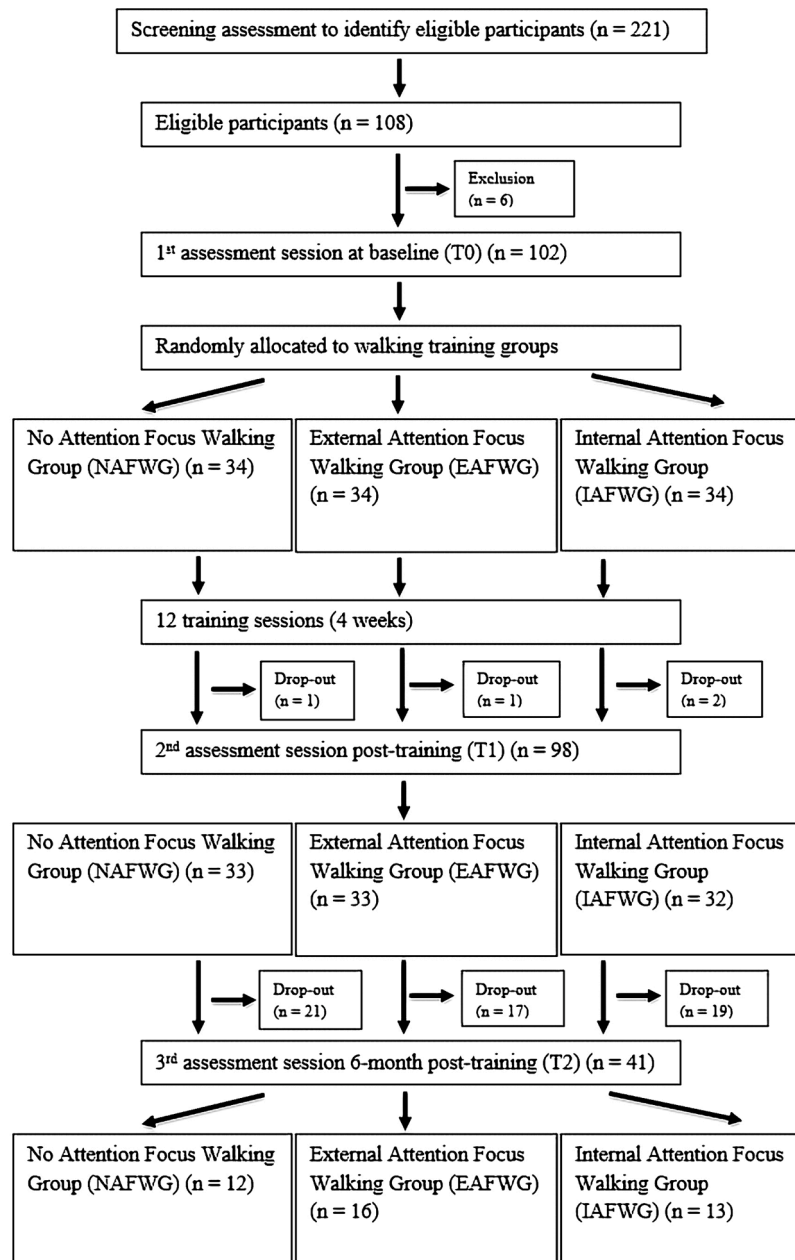 Screening assessment to identify eligible participants (n = 221)
Eligible participants (n = 108)
Exclusion
(n = 6)
1st assessment session at baseline (T0) (n = 102)
Randomly allocated to walking training groups
No Attention Focus Walking
Group (NAFWG) (n = 34)
External Attention Focus
Walking Group (EAFWG)
(n = 34)
Internal Attention Focus
Walking Group
(IAFWG) (n = 34)
12 training sessions (4 weeks)
Drop-out
(n = 1)
Drop-out
(n = 1)
Drop-out
(n = 2)
2nd assessment session post-training (T1) (n = 98)
No Attention Focus Walking
Group (NAFWG) (n = 33)
External Attention Focus
Walking Group (EAFWG)
(n = 33)
Internal Attention Focus
Walking Group
(IAFWG) (n = 32)
Drop-out
(n = 21)
Drop-out
(n = 17)
Drop-out
(n = 19)
3rd assessment session 6-month post-training (T2) (n = 41)
No Attention Focus Walking
Group (NAFWG) (n = 12)
External Attention Focus
Walking Group (EAFWG)
(n = 16)
Internal Attention Focus
Walking Group
(IAFWG) (n = 13)